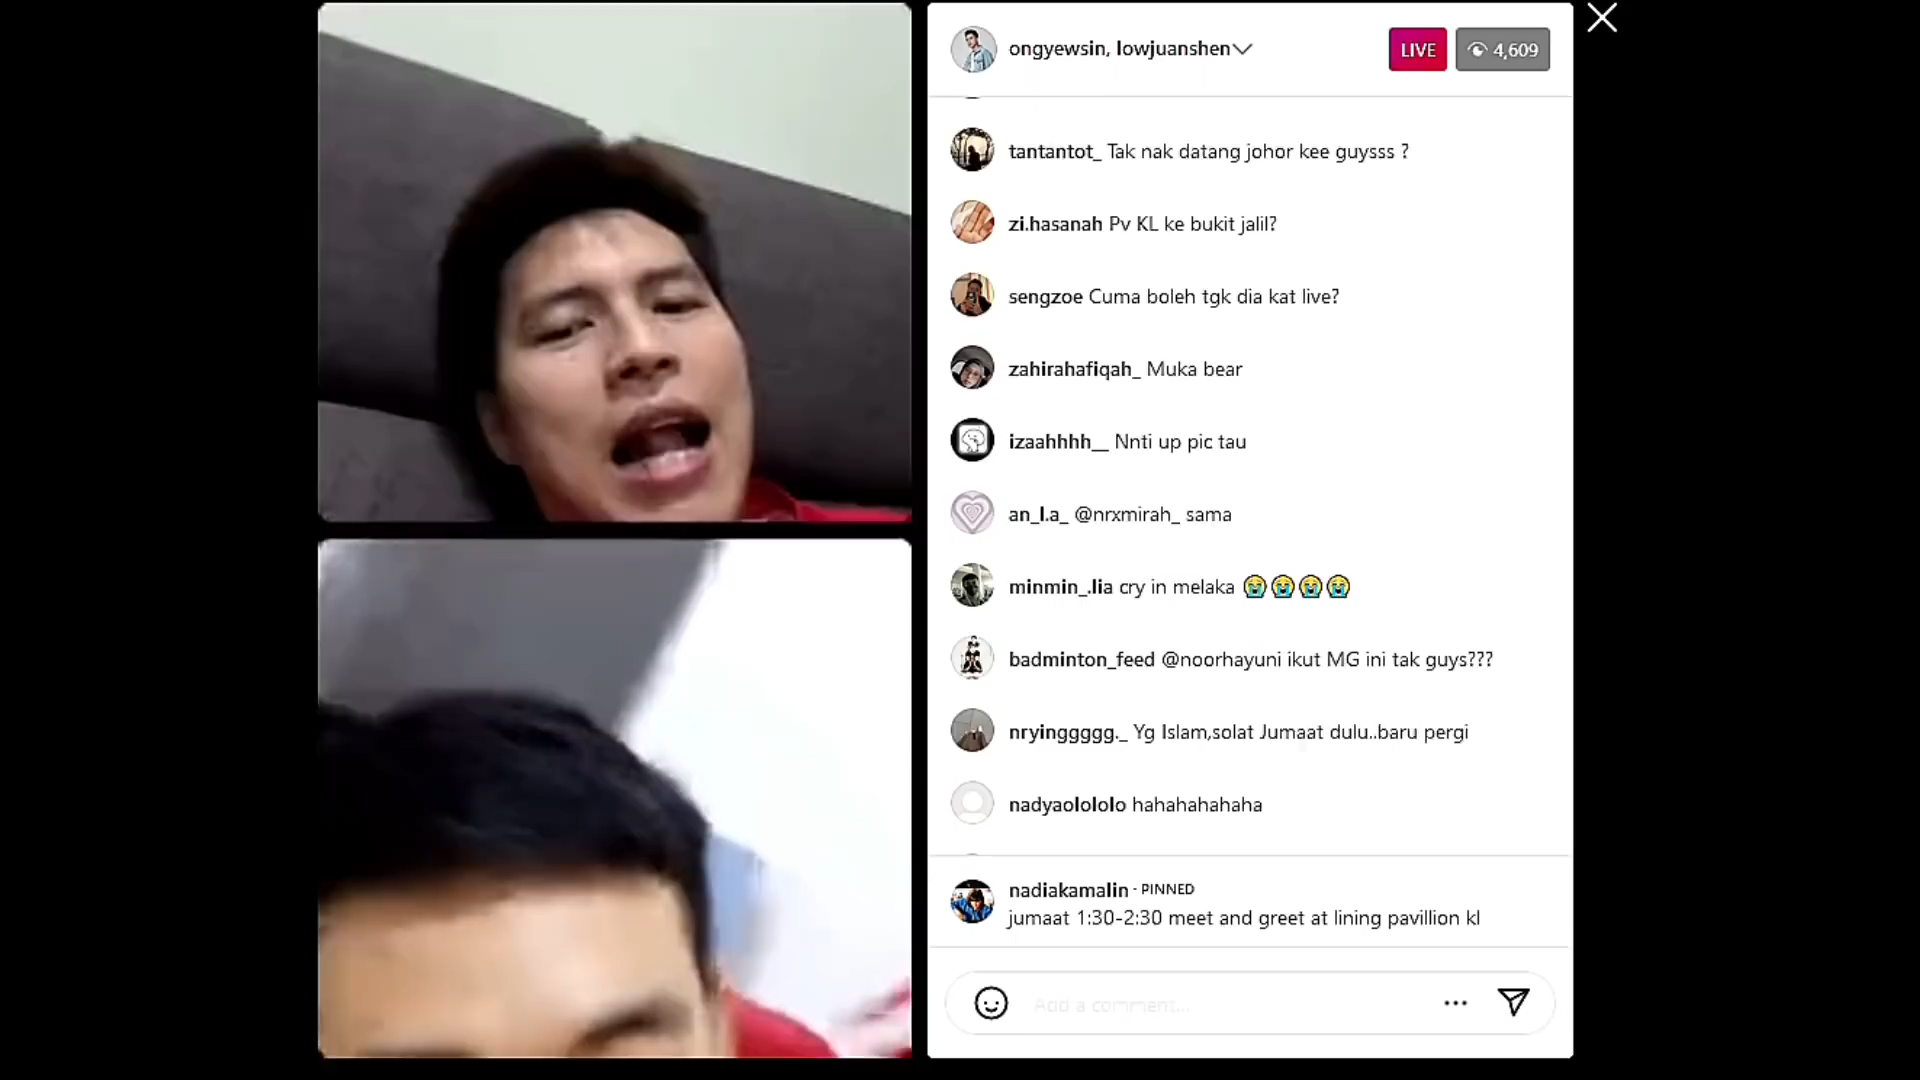 ongyewsin, lowjuanshen
LIVE
4,609
tantantot_ Tak nak datang johor kee guysss ?
zi.hasanah Pv KL ke bukit jalil?
sengzoe Cuma boleh tgk dia kat live?
zahirahafiqah_ Muka bear
izaahhhh__ Nnti up pic tau
an_l.a_ @nrxmirah_ sama
minmin_.lia cry in melaka 😭😭😭😭
badminton_feed @noorhayuni ikut MG ini tak guys???
nryinggggg._ Yg Islam,solat Jumaat dulu..baru pergi
nadyaolololo hahahahahaha
nadiakamalin · PINNED
jumaat 1:30-2:30 meet and greet at lining pavillion kl
Add a comment...